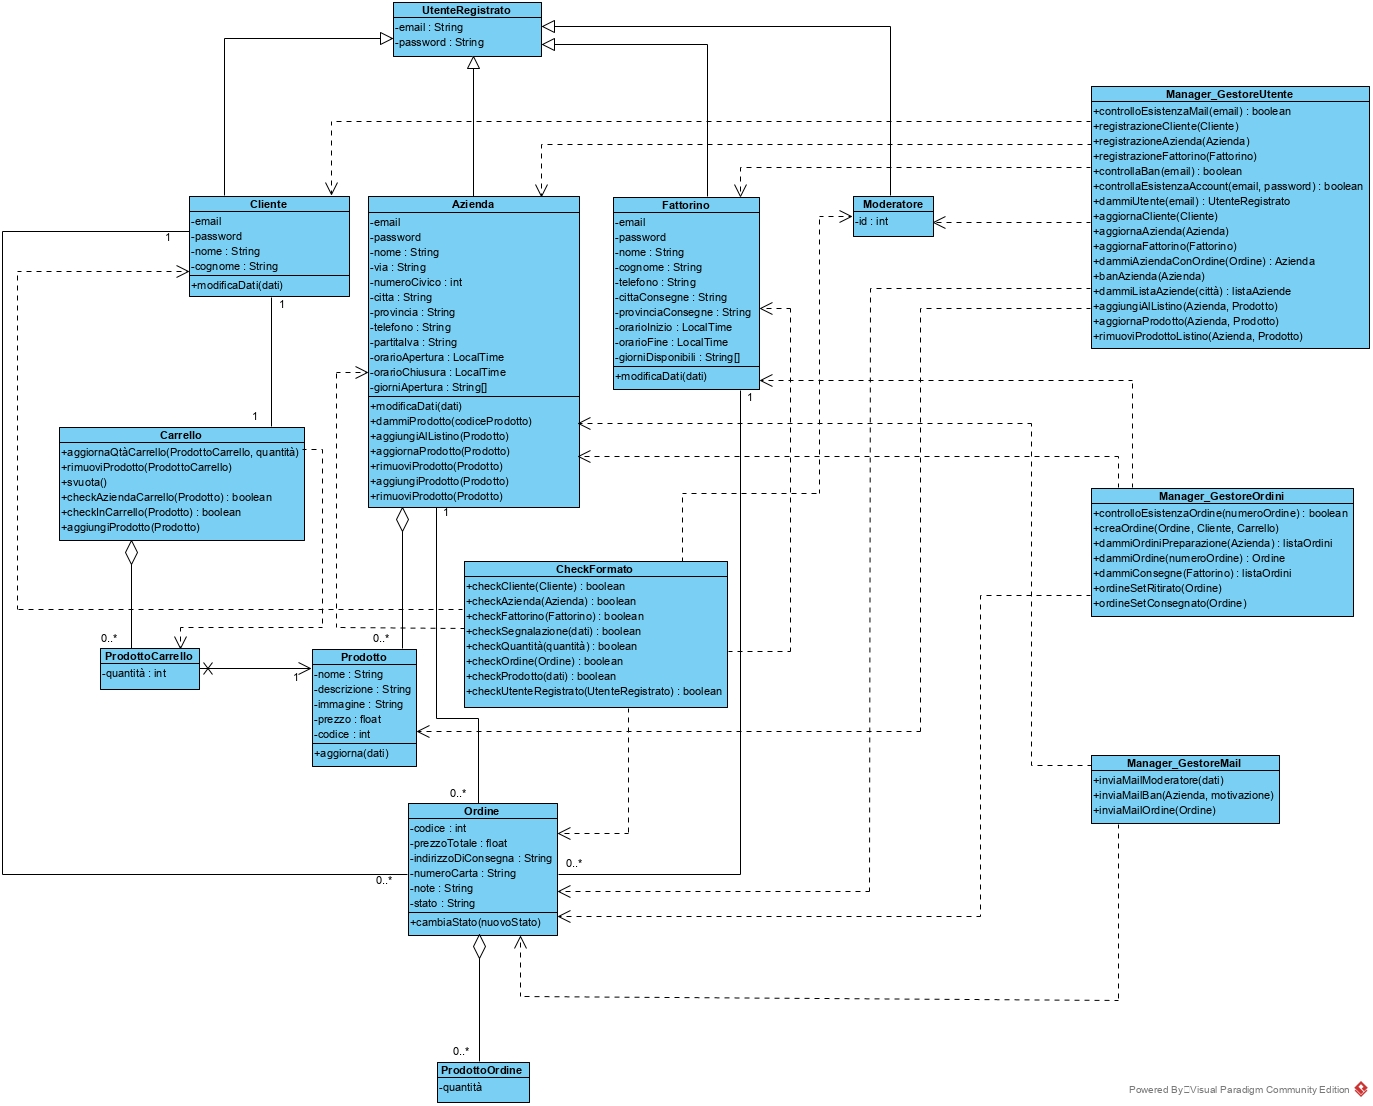 UtenteRegistrato
-email : String
-password : String
Manager_GestoreUtente
+controlloEsistenzaMail(email) : boolean
+registrazioneCliente(Cliente)
+registrazioneAzienda(Azienda)
+registrazioneFattorino(Fattorino)
+controllaBan(email) : boolean
+controllaEsistenzaAccount(email, password) : boolean
+dammiUtente(email) : UtenteRegistrato
+aggiornaCliente(Cliente)
+aggiornaAzienda(Azienda)
+aggiornaFattorino(Fattorino)
+dammiAziendaConOrdine(Ordine) : Azienda
+banAzienda(Azienda)
+dammiListaAziende(città) : listaAziende
+aggiungiAlListino(Azienda, Prodotto)
+aggiornaProdotto(Azienda, Prodotto)
+rimuoviProdottoListino(Azienda, Prodotto)
Cliente
-email
-password
-nome : String
-cognome : String
+modificaDati(dati)
1
1
Azienda
-email
-password
-nome : String
-via : String
-numeroCivico : int
-citta : String
-provincia : String
-telefono : String
-partitaIva : String
-orarioApertura : LocalTime
-orarioChiusura : LocalTime
-giorniApertura : String[]
+modificaDati(dati)
+dammiProdotto(codiceProdotto)
+aggiungiAlListino(Prodotto)
+aggiornaProdotto(Prodotto)
+rimuoviProdotto(Prodotto)
+aggiungiProdotto(Prodotto)
+rimuoviProdotto(Prodotto)
1
Fattorino
-email
-password
-nome : String
-cognome : String
-telefono : String
-cittaConsegne : String
-provinciaConsegne : String
-orarioInizio : LocalTime
-orarioFine : LocalTime
-giorniDisponibili : String[]
+modificaDati(dati)
1
Moderatore
-id : int
1
Carrello
+aggiornaQtàCarrello(ProdottoCarrello, quantità)
+rimuoviProdotto(ProdottoCarrello)
+svuota()
+checkAziendaCarrello(Prodotto) : boolean
+checkInCarrello(Prodotto) : boolean
+aggiungiProdotto(Prodotto)
Manager_GestoreOrdini
+controlloEsistenzaOrdine(numeroOrdine) : boolean
+creaOrdine(Ordine, Cliente, Carrello)
+dammiOrdiniPreparazione(Azienda) : listaOrdini
+dammiOrdine(numeroOrdine) : Ordine
+dammiConsegne(Fattorino) : listaOrdini
+ordineSetRitirato(Ordine)
+ordineSetConsegnato(Ordine)
CheckFormato
+checkCliente(Cliente) : boolean
+checkAzienda(Azienda) : boolean
+checkFattorino(Fattorino) : boolean
+checkSegnalazione(dati) : boolean
+checkQuantità(quantità) : boolean
+checkOrdine(Ordine) : boolean
+checkProdotto(dati) : boolean
+checkUtenteRegistrato(UtenteRegistrato) : boolean
0..*
0..*
ProdottoCarrello
-quantità : int
1
Prodotto
-nome : String
-descrizione : String
-immagine : String
-prezzo : float
-codice : int
+aggiorna(dati)
Manager_GestoreMail
+inviaMailModeratore(dati)
+inviaMailBan(Azienda, motivazione)
+inviaMailOrdine(Ordine)
0..*
Ordine
-codice : int
-prezzoTotale : float
-indirizzoDiConsegna : String
-numeroCarta : String
-note : String
-stato : String
+cambiaStato(nuovoStato)
0..*
0..*
0..*
ProdottoOrdine
-quantità
Powered By Visual Paradigm Community Edition